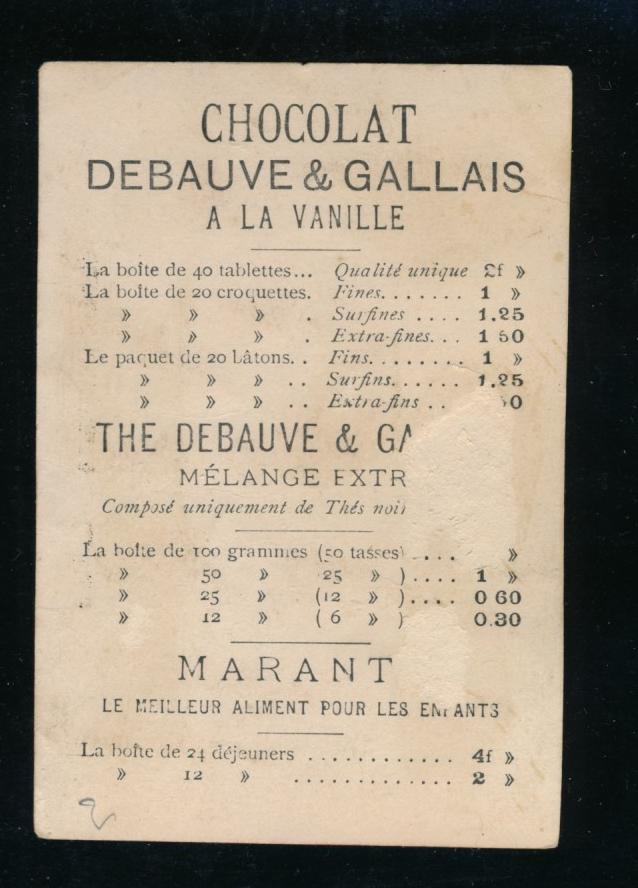 CHOCOLAT
DEBAUVE & GALLAIS
A LA VANILLE
La boîte de 40 tablettes... Qualité unique 2f »
La boîte de 20 croquettes. Fines....... 1 »
» » » . Surfines .... 1.25
» » » . Extra-fines... 1 50
Le paquet de 20 bâtons.. Fins........ 1 »
» » » .. Surfins...... 1.25
» » » .. Extra-fins .. 50
THE DEBAUVE & GA
MÉLANGE EXTR
Composé uniquement de Thés noi
La boîte de 100 grammes (50 tasses) .... »
» 50 » 25 » ).... 1 »
» 25 » (12 » ).... 0 60
» 12 » ( 6 » ) 0.30
MARANT
LE MEILLEUR ALIMENT POUR LES ENFANTS
La boîte de 24 déjeuners ............ 4f »
» 12 » ............. 2 »
2